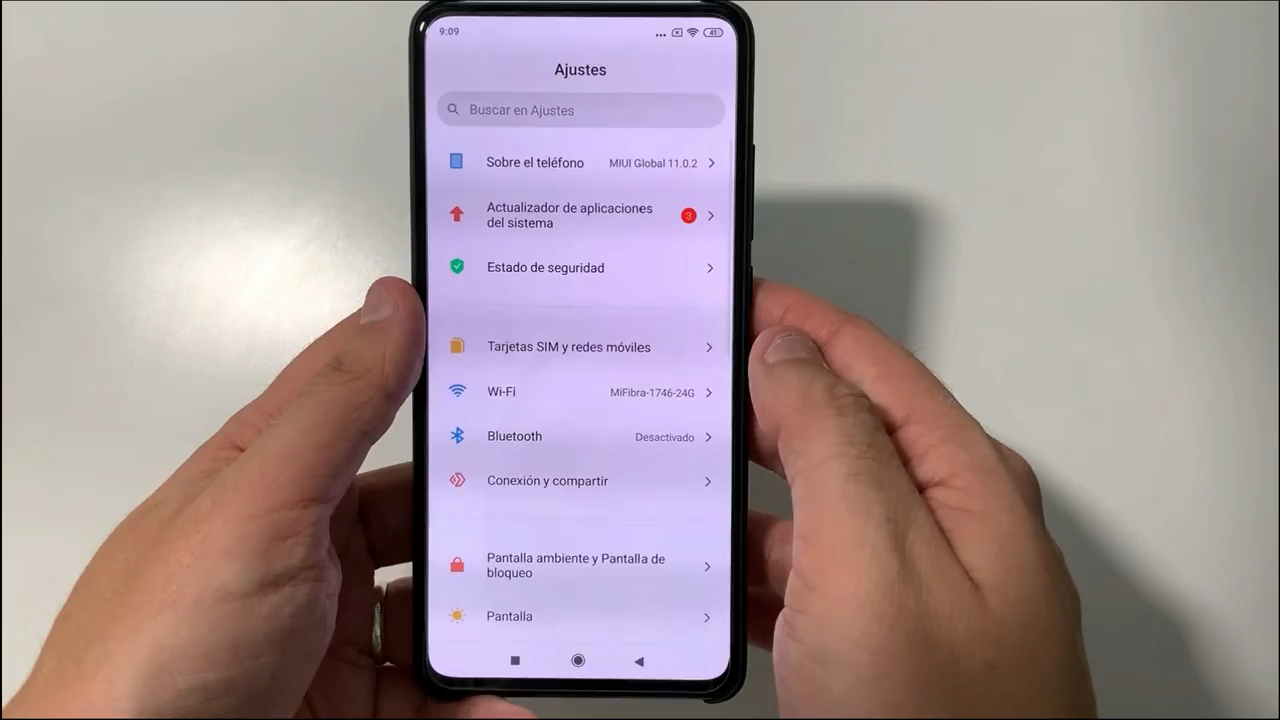 9:09
41
Ajustes
Buscar en Ajustes
Sobre el teléfono MIUI Global 11.0.2
Actualizador de aplicaciones
del sistema
3
Estado de seguridad
Tarjetas SIM y redes móviles
Wi-Fi MiFibra-1746-24G
Bluetooth Desactivado
Conexión y compartir
Pantalla ambiente y Pantalla de
bloqueo
Pantalla